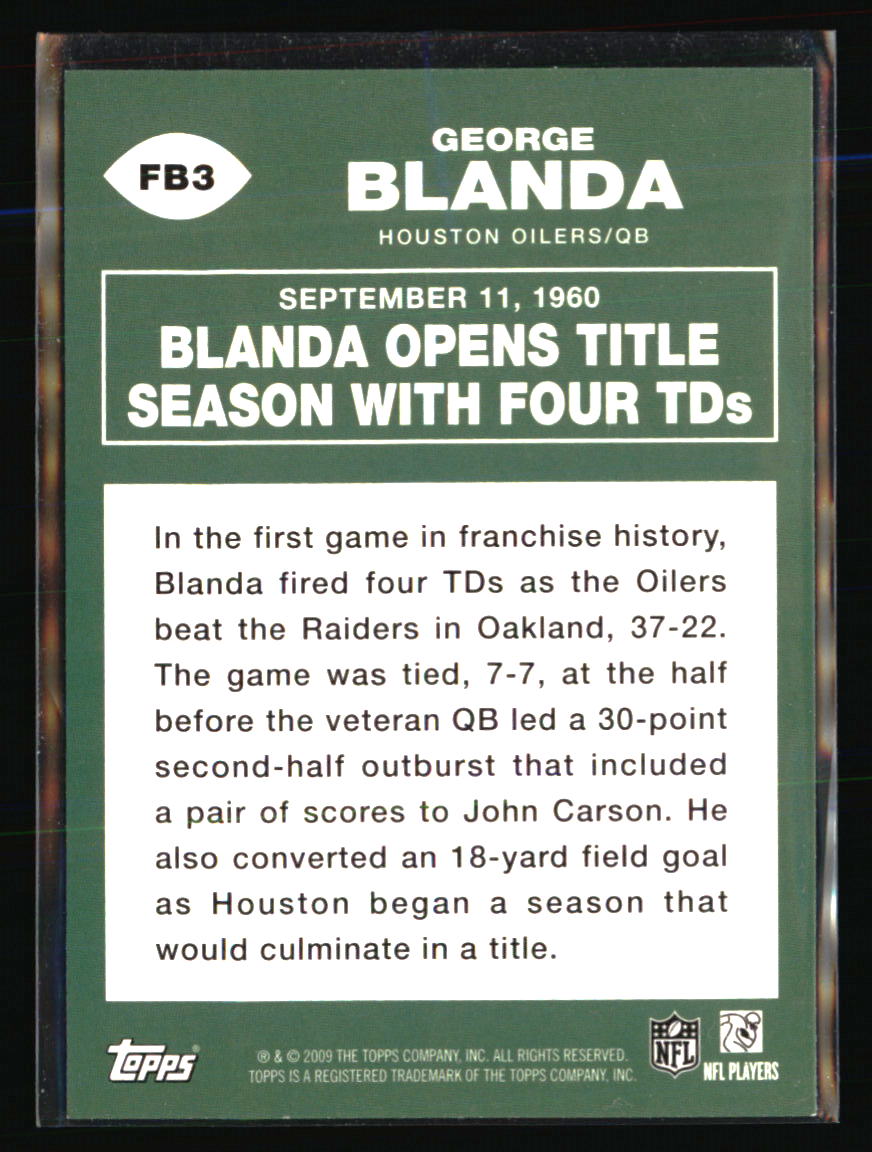 FB3
GEORGE
BLANDA
HOUSTON OILERS/QB
SEPTEMBER 11, 1960
BLANDA OPENS TITLE
SEASON WITH FOUR TDs
In the first game in franchise history,
Blanda fired four TDs as the Oilers
beat the Raiders in Oakland, 37-22.
The game was tied, 7-7, at the half
before the veteran QB led a 30-point
second-half outburst that included
a pair of scores to John Carson. He
also converted an 18-yard field goal
as Houston began a season that
would culminate in a title.
TOPPS®
® & © 2009 THE TOPPS COMPANY, INC. ALL RIGHTS RESERVED.
TOPPS IS A REGISTERED TRADEMARK OF THE TOPPS COMPANY, INC.
NFL
NFL PLAYERS